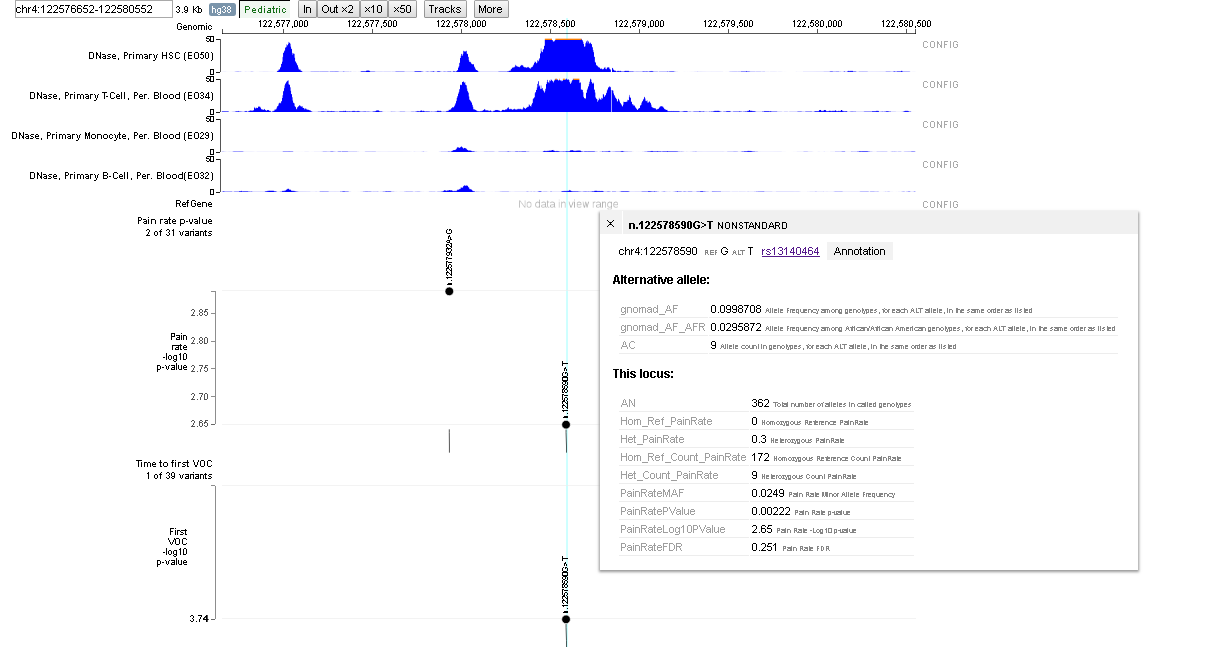 chr4:122576652-122580552 3.9 Kb hg38 Pediatric In Out ×2 ×10 ×50 Tracks More
Genomic 122,577,000 122,577,500 122,578,000 122,578,500 122,579,000 122,579,500 122,580,000 122,580,500
50
DNase, Primary HSC (E050) CONFIG
0
50
DNase, Primary T-Cell, Per. Blood (E034) CONFIG
0
50
DNase, Primary Monocyte, Per. Blood (E029) CONFIG
0
50
DNase, Primary B-Cell, Per. Blood(E032) CONFIG
0
RefGene No data in view range CONFIG
Pain rate p-value
2 of 31 variants
n.122577932A>G
2.85
2.80
2.75
2.70
2.65
Pain
rate
-log10
p-value
n.122578590G>T
Time to first VOC
1 of 39 variants
First
VOC
-log10
p-value
n.122578590G>T
3.74
× n.122578590G>T NONSTANDARD
chr4:122578590 REF G ALT T rs13140464 Annotation
Alternative allele:
gnomad_AF 0.0998708 Allele Frequency among genotypes, for each ALT allele, in the same order as listed
gnomad_AF_AFR 0.0295872 Allele Frequency among African/African American genotypes, for each ALT allele, in the same order as listed
AC 9 Allele count in genotypes, for each ALT allele, in the same order as listed
This locus:
AN 362 Total number of alleles in called genotypes
Hom_Ref_PainRate 0 Homozygous Reference PainRate
Het_PainRate 0.3 Heterozygous PainRate
Hom_Ref_Count_PainRate 172 Homozygous Reference Count PainRate
Het_Count_PainRate 9 Heterozygous Count PainRate
PainRateMAF 0.0249 Pain Rate Minor Allele Frequency
PainRatePValue 0.00222 Pain Rate p-value
PainRateLog10PValue 2.65 Pain Rate -Log10 p-value
PainRateFDR 0.251 Pain Rate FDR